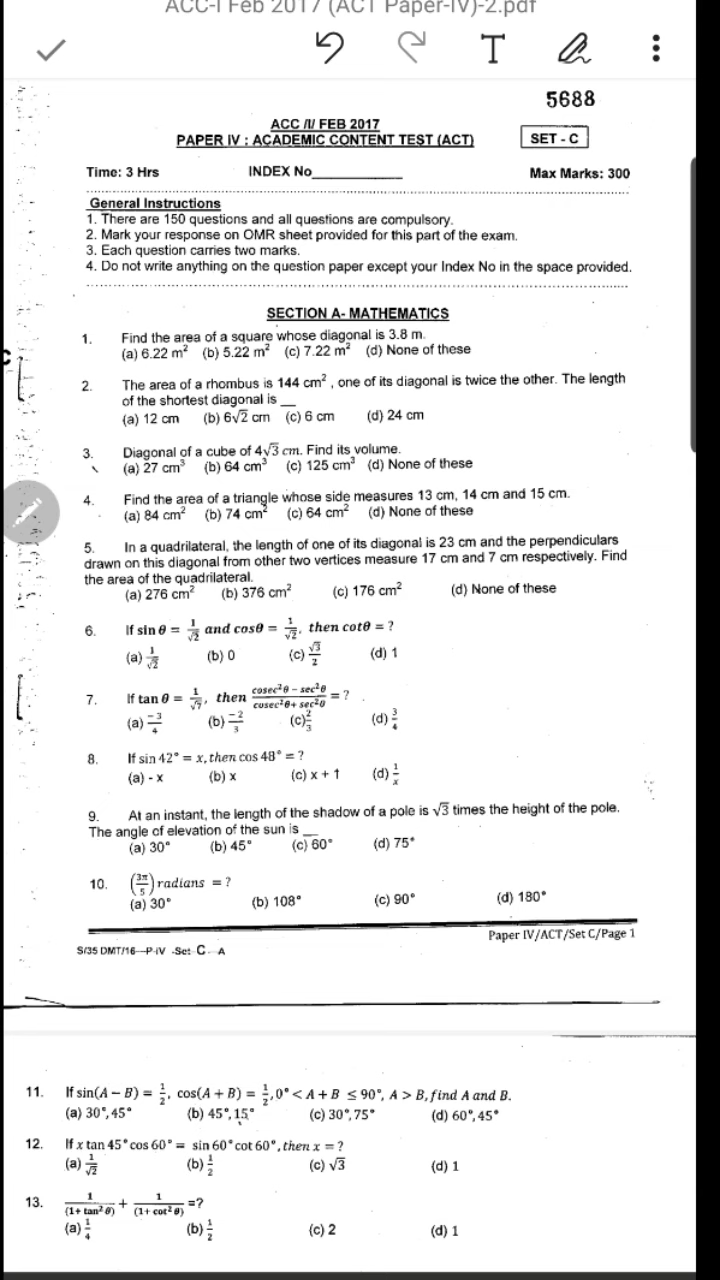 ACC-I Feb 2017 (ACT Paper-IV)-2.pdf
T
5688
ACC /I/ FEB 2017
PAPER IV : ACADEMIC CONTENT TEST (ACT)
SET - C
Time: 3 Hrs INDEX No____________ Max Marks: 300
General Instructions
1. There are 150 questions and all questions are compulsory.
2. Mark your response on OMR sheet provided for this part of the exam.
3. Each question carries two marks.
4. Do not write anything on the question paper except your Index No in the space provided.
SECTION A- MATHEMATICS
1. Find the area of a square whose diagonal is 3.8 m.
(a) 6.22 m² (b) 5.22 m² (c) 7.22 m² (d) None of these
2. The area of a rhombus is 144 cm² , one of its diagonal is twice the other. The length
of the shortest diagonal is __
(a) 12 cm (b) 6√2 cm (c) 6 cm (d) 24 cm
3. Diagonal of a cube of 4√3 cm. Find its volume.
(a) 27 cm³ (b) 64 cm³ (c) 125 cm³ (d) None of these
4. Find the area of a triangle whose side measures 13 cm, 14 cm and 15 cm.
(a) 84 cm² (b) 74 cm² (c) 64 cm² (d) None of these
5. In a quadrilateral, the length of one of its diagonal is 23 cm and the perpendiculars
drawn on this diagonal from other two vertices measure 17 cm and 7 cm respectively. Find
the area of the quadrilateral.
(a) 276 cm² (b) 376 cm² (c) 176 cm² (d) None of these
6. If sin θ = 1/√2 and cosθ = 1/√2, then cotθ = ?
(a) 1/√2 (b) 0 (c) √3/2 (d) 1
7. If tan θ = 1/√7, then (cosec²θ − sec²θ)/(cosec²θ + sec²θ) = ?
(a) −3/4 (b) −2/3 (c) 2/3 (d) 3/4
8. If sin 42° = x, then cos 48° = ?
(a) - x (b) x (c) x + 1 (d) 1/x
9. At an instant, the length of the shadow of a pole is √3 times the height of the pole.
The angle of elevation of the sun is __
(a) 30° (b) 45° (c) 60° (d) 75°
10. (3π/5) radians = ?
(a) 30° (b) 108° (c) 90° (d) 180°
Paper IV/ACT/Set C/Page 1
S/35 DMT/16---P-IV -Set- C -- A
11. If sin(A − B) = 1/2, cos(A + B) = 1/2, 0° < A + B ≤ 90°, A > B, find A and B.
(a) 30°, 45° (b) 45°, 15° (c) 30°, 75° (d) 60°, 45°
12. If x tan 45° cos 60° = sin 60° cot 60°, then x = ?
(a) 1/√2 (b) 1/2 (c) √3 (d) 1
13. 1/(1+ tan² θ) + 1/(1+ cot² θ) =?
(a) 1/4 (b) 1/2 (c) 2 (d) 1